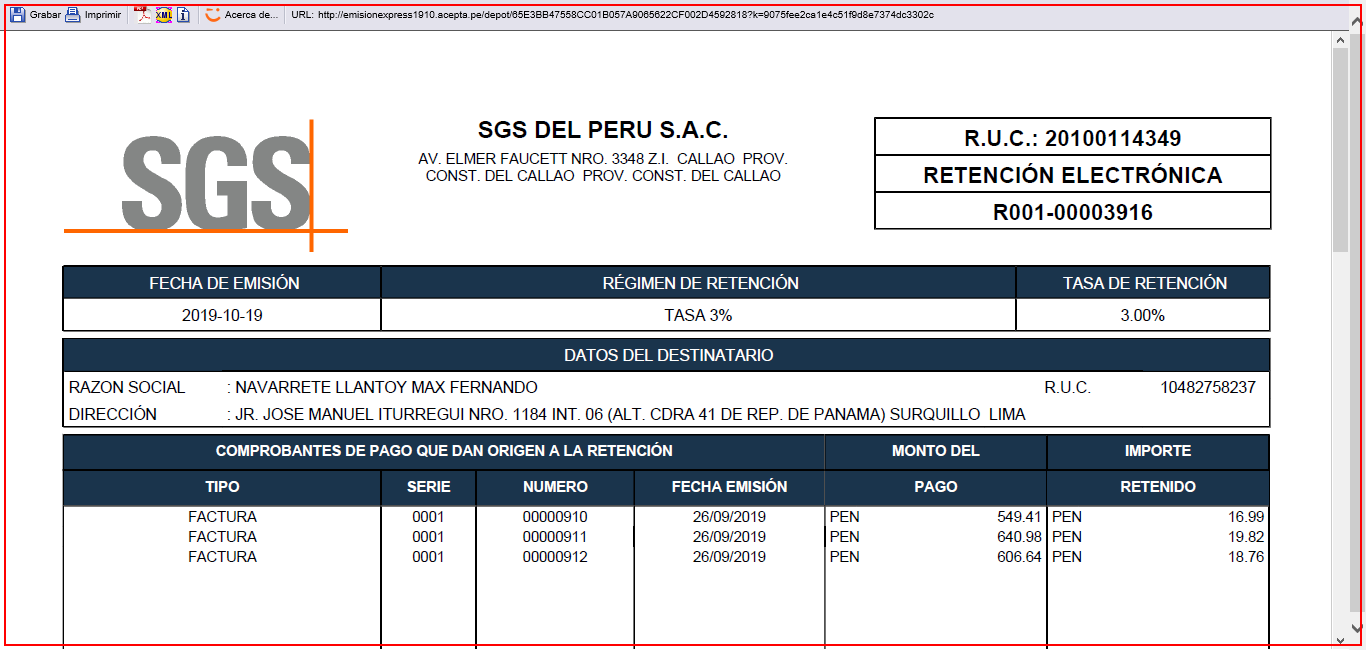 Grabar Imprimir XML Acerca de... URL: http://emisionexpress1910.acepta.pe/depot/65E3BB47558CC01B057A9065622CF002D4592818?k=9075fee2ca1e4c51f9d8e7374dc3302c
SGS
SGS DEL PERU S.A.C.
AV. ELMER FAUCETT NRO. 3348 Z.I. CALLAO PROV.
CONST. DEL CALLAO PROV. CONST. DEL CALLAO
R.U.C.: 20100114349
RETENCIÓN ELECTRÓNICA
R001-00003916
FECHA DE EMISIÓN RÉGIMEN DE RETENCIÓN TASA DE RETENCIÓN
2019-10-19 TASA 3% 3.00%
DATOS DEL DESTINATARIO
RAZON SOCIAL : NAVARRETE LLANTOY MAX FERNANDO R.U.C. 10482758237
DIRECCIÓN : JR. JOSE MANUEL ITURREGUI NRO. 1184 INT. 06 (ALT. CDRA 41 DE REP. DE PANAMA) SURQUILLO LIMA
COMPROBANTES DE PAGO QUE DAN ORIGEN A LA RETENCIÓN MONTO DEL IMPORTE
TIPO SERIE NUMERO FECHA EMISIÓN PAGO RETENIDO
FACTURA 0001 00000910 26/09/2019 PEN 549.41 PEN 16.99
FACTURA 0001 00000911 26/09/2019 PEN 640.98 PEN 19.82
FACTURA 0001 00000912 26/09/2019 PEN 606.64 PEN 18.76